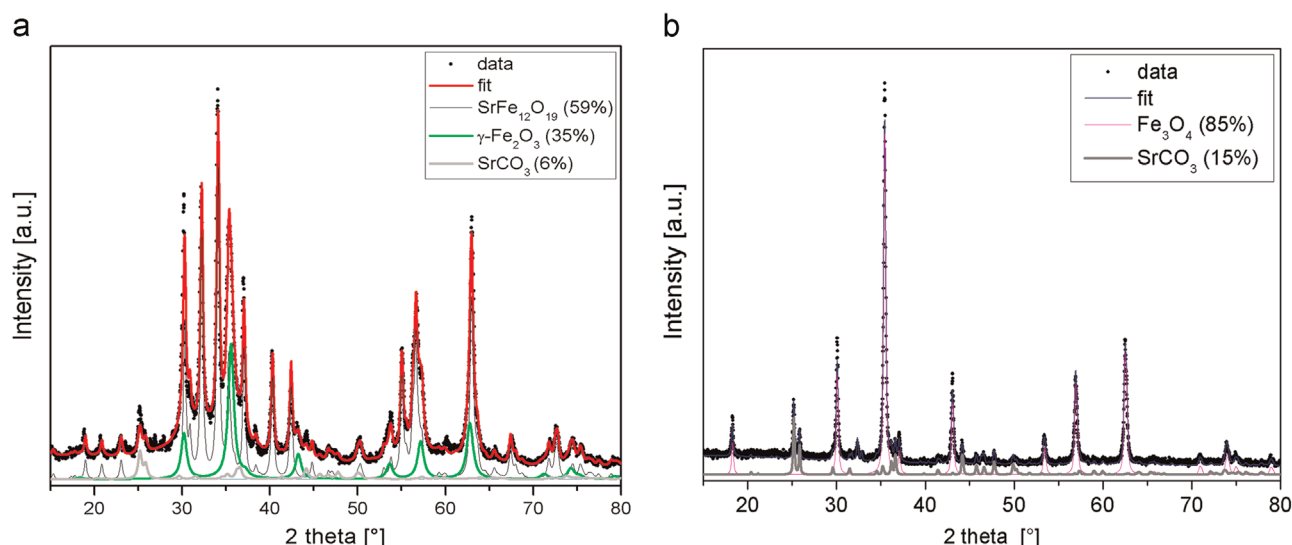 a
data
fit
SrFe₁₂O₁₉ (59%)
γ-Fe₂O₃ (35%)
SrCO₃ (6%)
Intensity [a.u.]
20 30 40 50 60 70 80
2 theta [°]
b
data
fit
Fe₃O₄ (85%)
SrCO₃ (15%)
Intensity [a.u.]
20 30 40 50 60 70 80
2 theta [°]